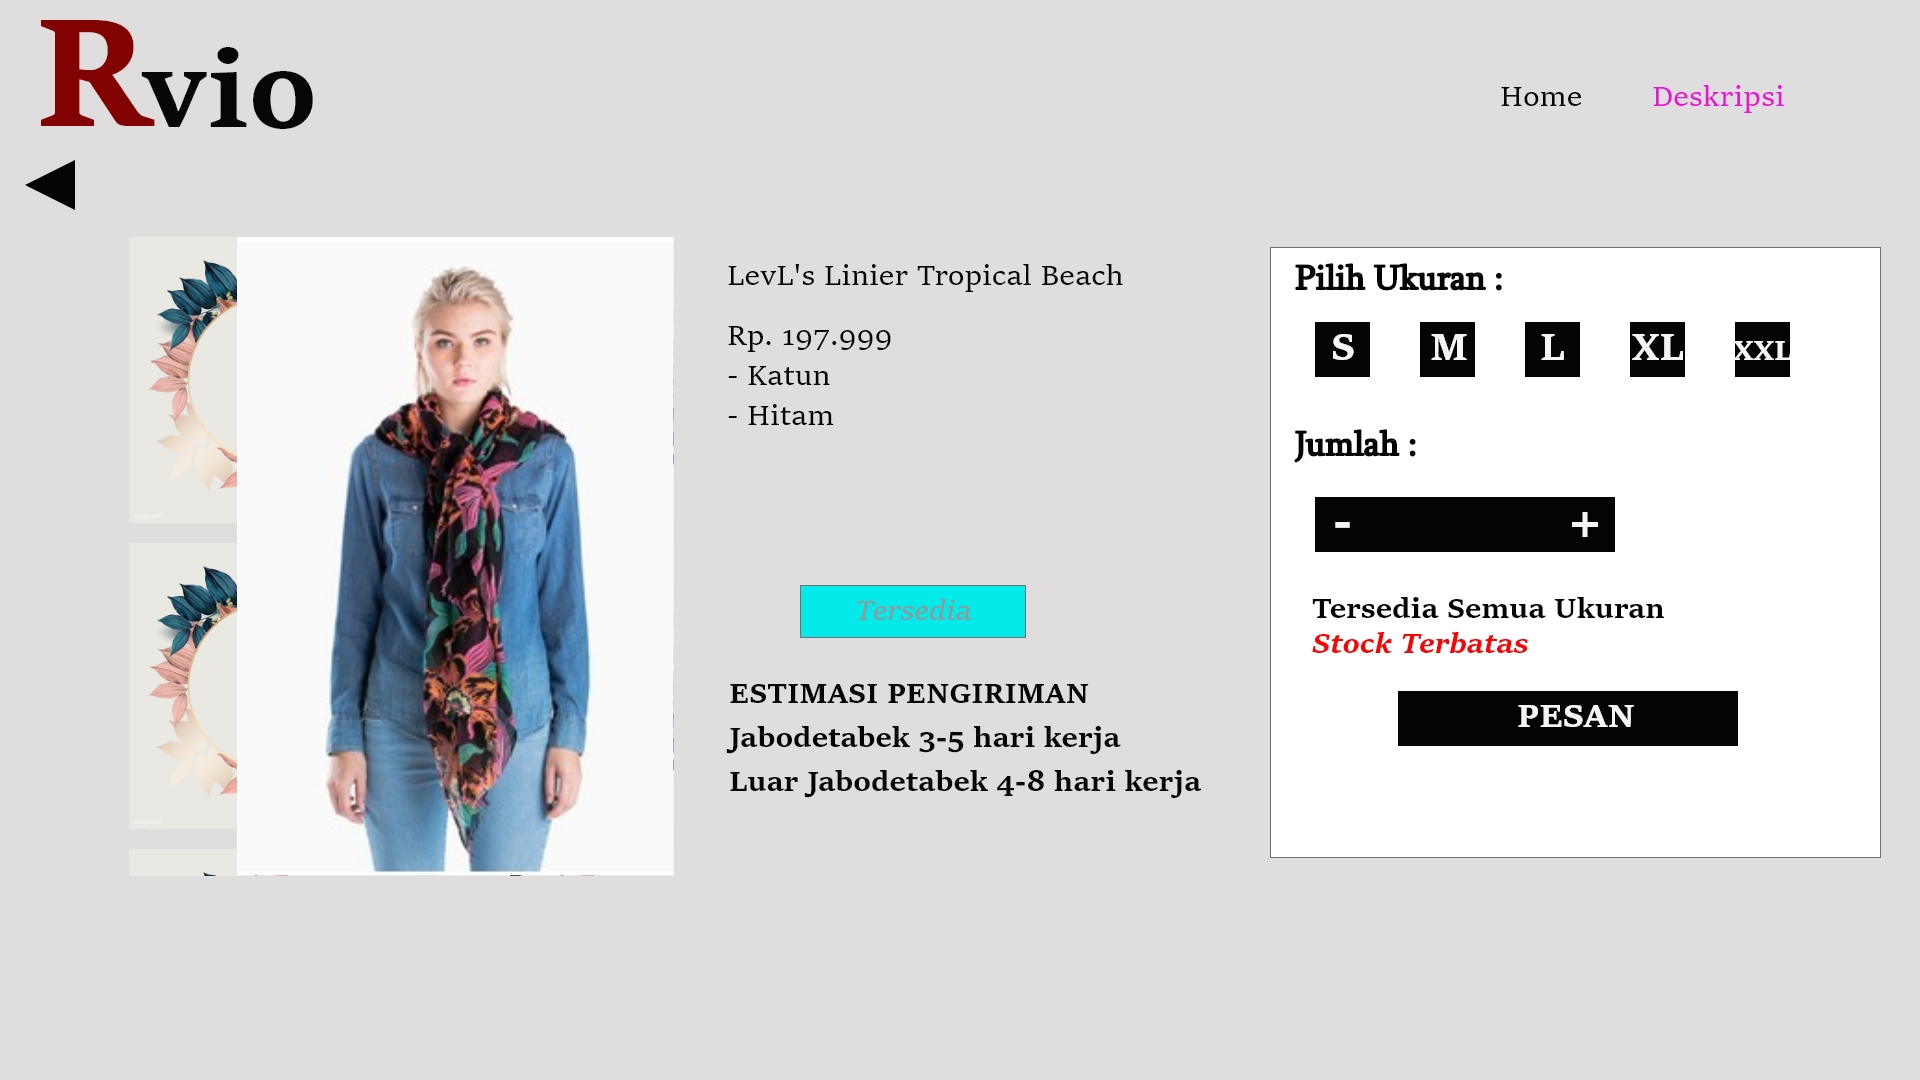 Rvio
Home
Deskripsi
LevL's Linier Tropical Beach
Rp. 197.999
- Katun
- Hitam
Tersedia
ESTIMASI PENGIRIMAN
Jabodetabek 3-5 hari kerja
Luar Jabodetabek 4-8 hari kerja
Pilih Ukuran :
S M L XL XXL
Jumlah :
- +
Tersedia Semua Ukuran
Stock Terbatas
PESAN